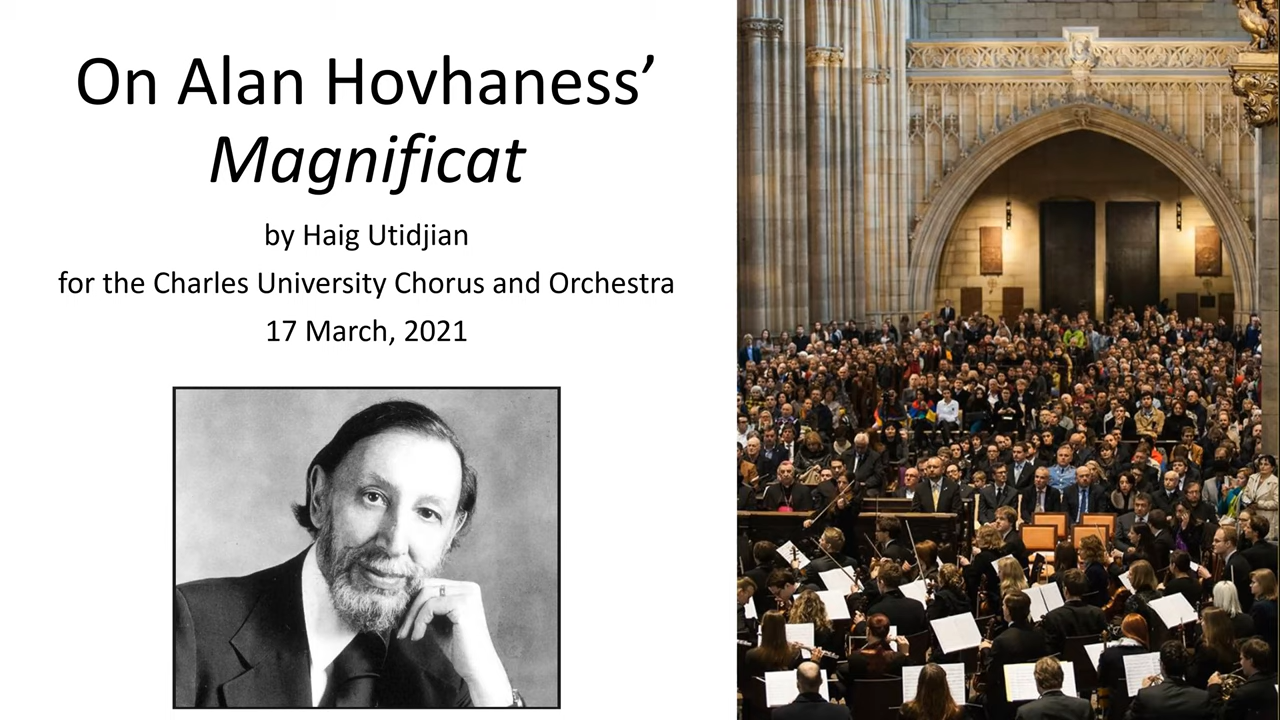 On Alan Hovhaness’
Magnificat
by Haig Utidjian
for the Charles University Chorus and Orchestra
17 March, 2021